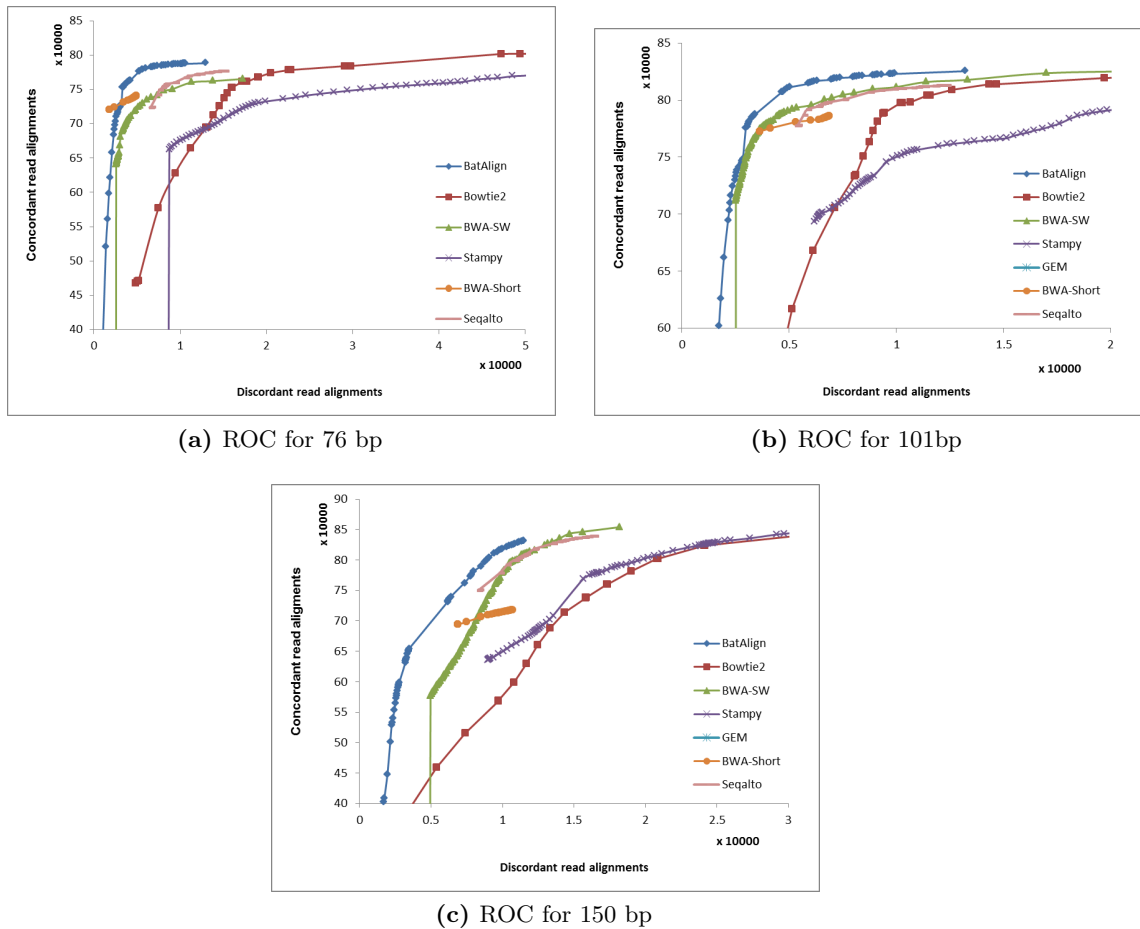 x 10000
85
80
75
70
65
60
55
50
45
40
Concordant read alignments
0
1
2
3
4
5
x 10000
Discordant read alignments
BatAlign
Bowtie2
BWA-SW
Stampy
BWA-Short
Seqalto
(a) ROC for 76 bp
x 10000
85
80
75
70
65
60
Concordant read alignments
0
0.5
1
1.5
2
x 10000
Discordant read alignments
BatAlign
Bowtie2
BWA-SW
Stampy
GEM
BWA-Short
Seqalto
(b) ROC for 101bp
x 10000
90
85
80
75
70
65
60
55
50
45
40
Concordant read alignments
0
0.5
1
1.5
2
2.5
3
x 10000
Discordant read alignments
BatAlign
Bowtie2
BWA-SW
Stampy
GEM
BWA-Short
Seqalto
(c) ROC for 150 bp